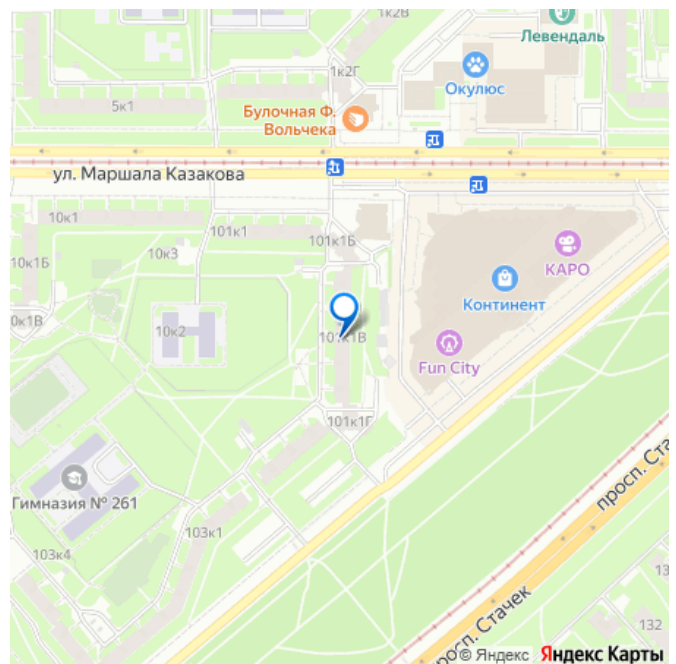 1к2В
Левендаль
1к2Г
Окулюс
5к1
Булочная Ф.
Вольчека
ул. Маршала Казакова
10к1
101к1
101к1Б
10к1Б
10к3
КАРО
Континент
0к1В
10к2
101к1В
Fun City
101к1Г
просп. Ста
Гимназия № 261
103к1
103к4
13
132
просп. Стачек
© Яндекс Яндекс Карты